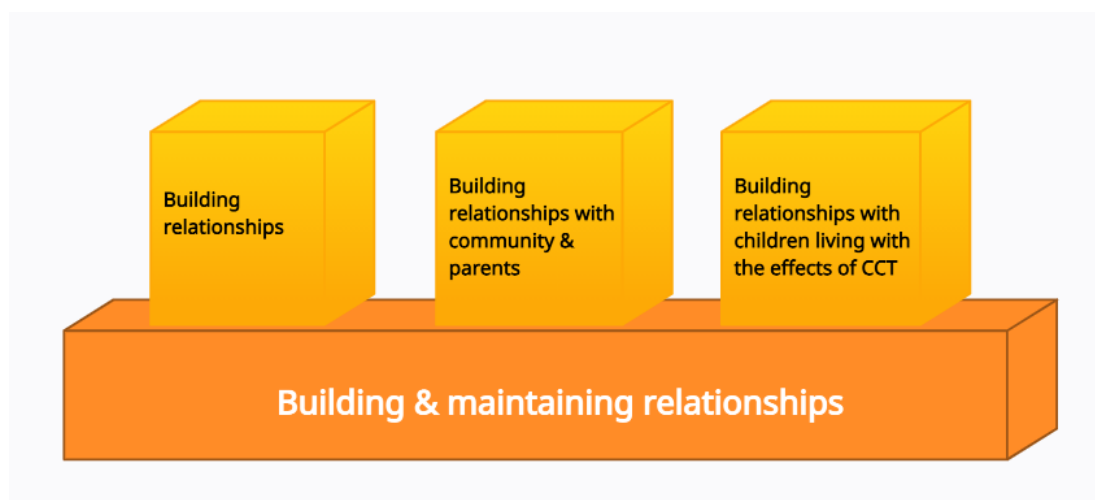 Building
relationships
Building
relationships with
community &
parents
Building
relationships with
children living with
the effects of CCT
Building & maintaining relationships